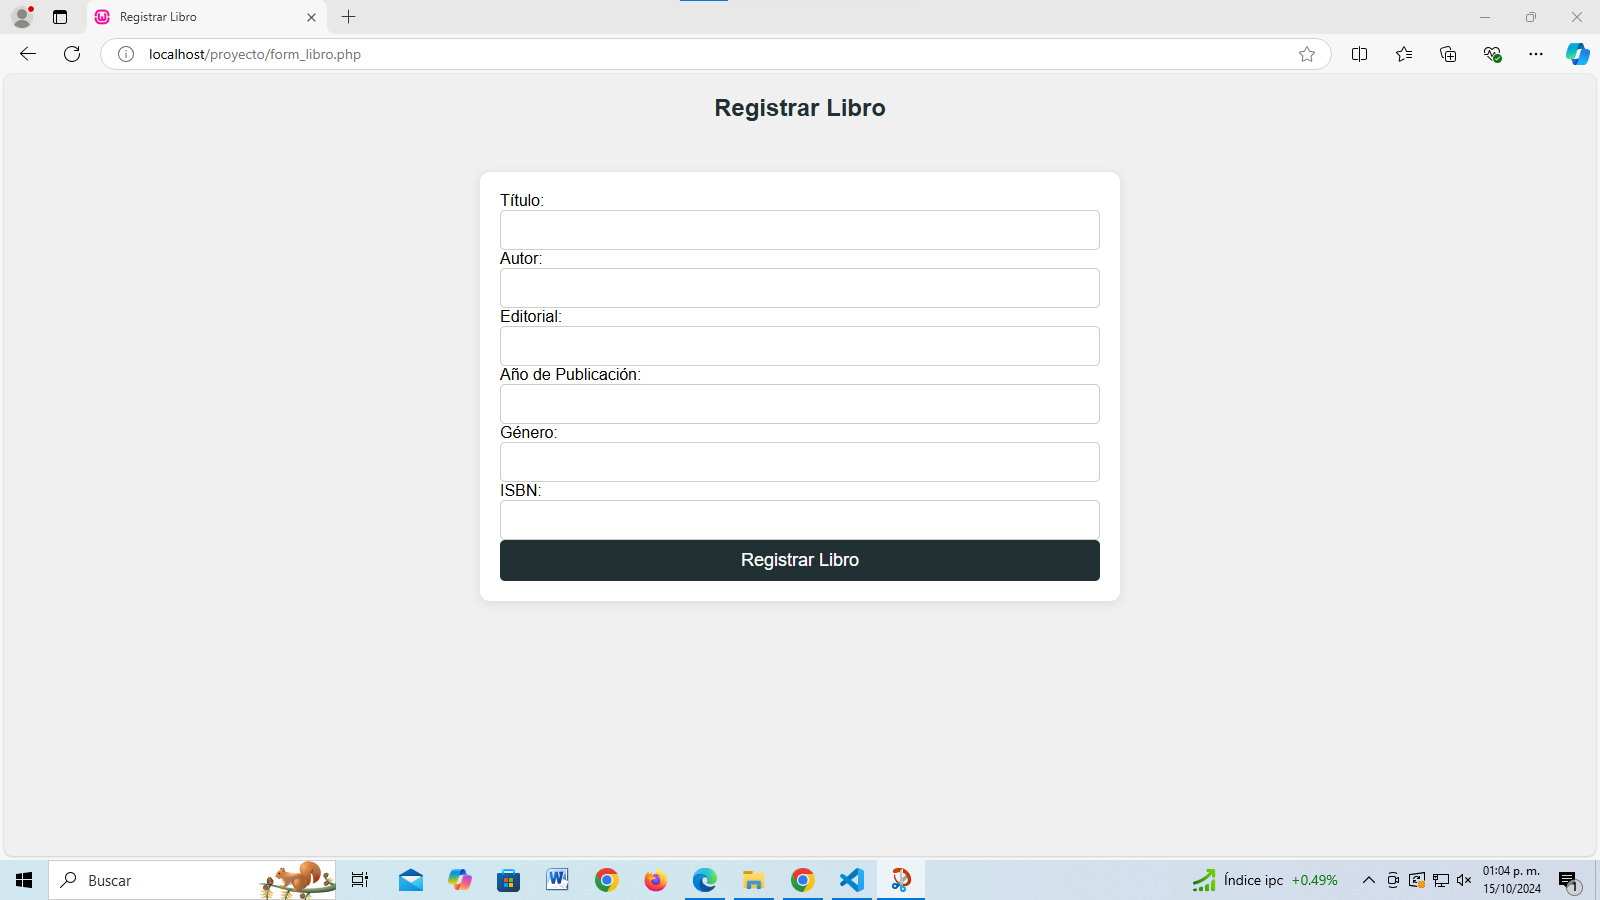 Registrar Libro
localhost/proyecto/form_libro.php
Registrar Libro
Título:
Autor:
Editorial:
Año de Publicación:
Género:
ISBN:
Registrar Libro
Buscar
Índice ipc +0.49%
01:04 p. m.
15/10/2024
1